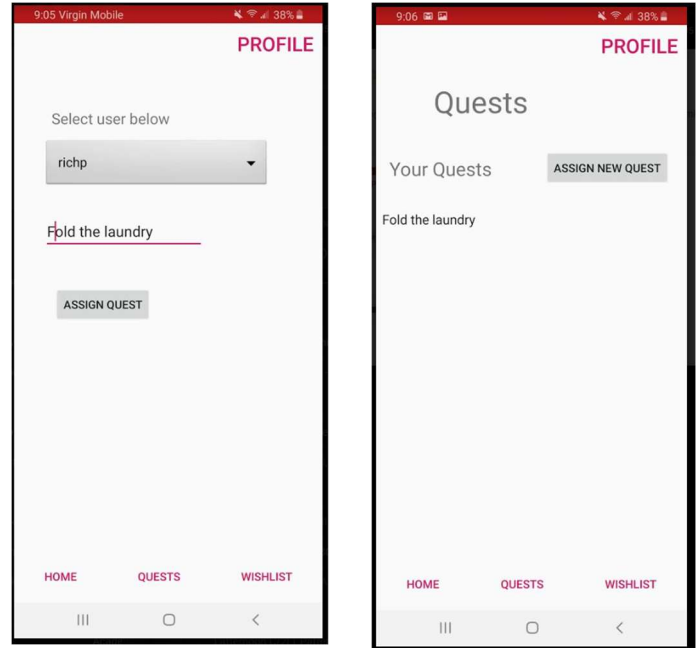 9:05 Virgin Mobile 38%
PROFILE
Select user below
richp
Fold the laundry
ASSIGN QUEST
HOME QUESTS WISHLIST
9:06 38%
PROFILE
Quests
Your Quests ASSIGN NEW QUEST
Fold the laundry
HOME QUESTS WISHLIST